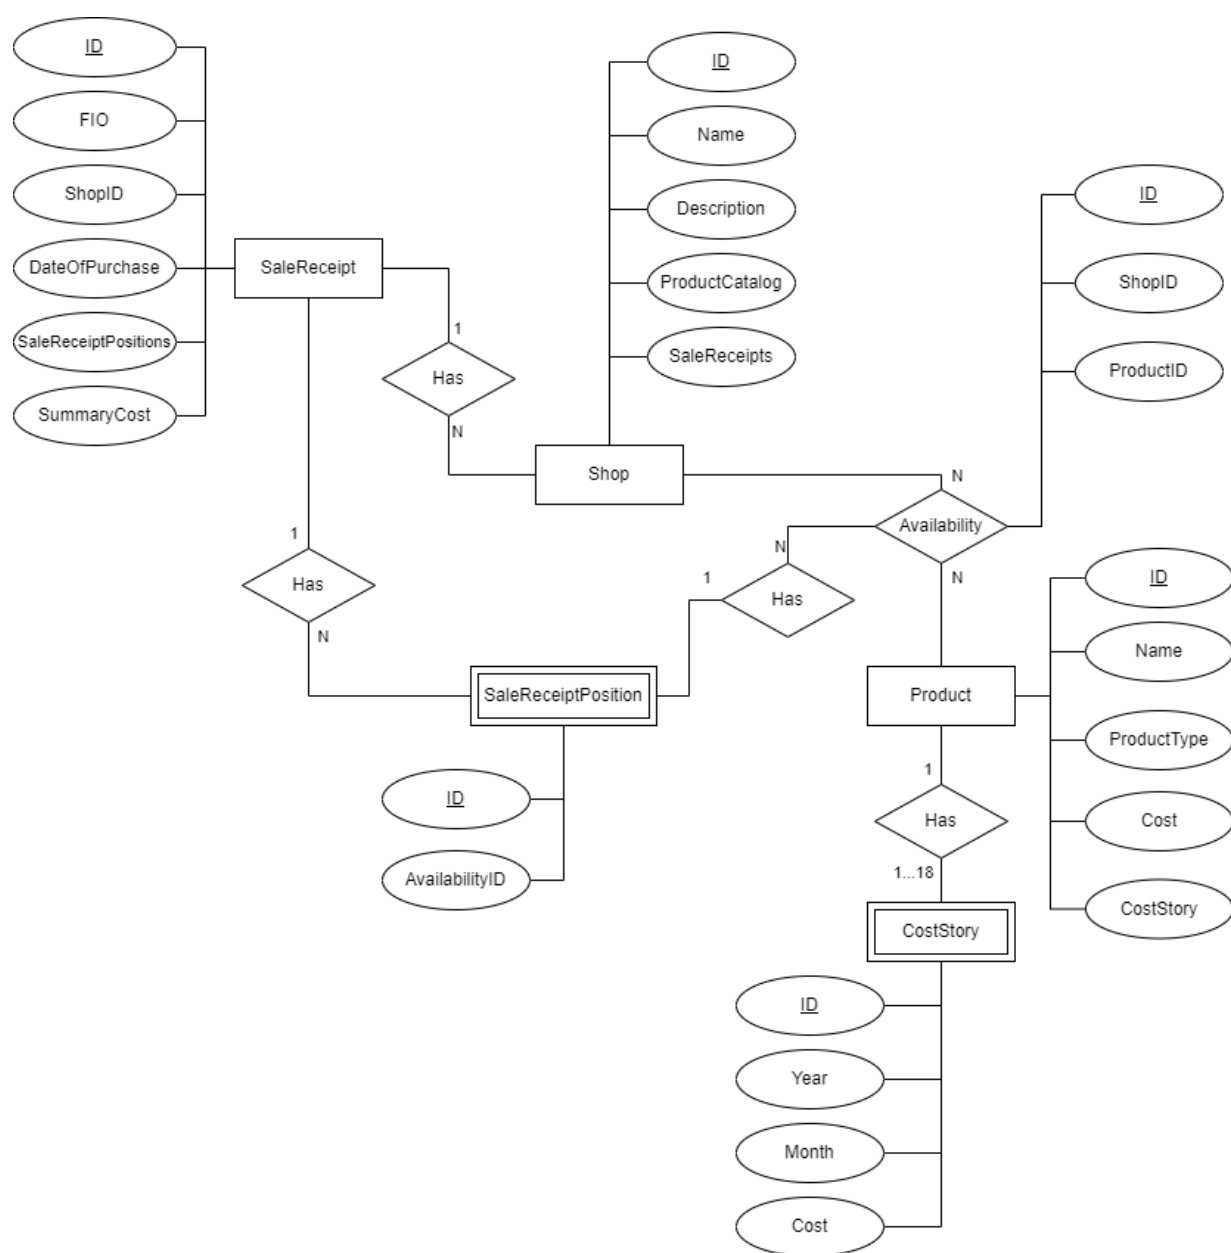 ID
FIO
ShopID
DateOfPurchase
SaleReceiptPositions
SummaryCost
SaleReceipt
1
Has
N
ID
Name
Description
ProductCatalog
SaleReceipts
Shop
N
Availability
N
ID
ShopID
ProductID
1
Has
N
N
1
Has
SaleReceiptPosition
ID
AvailabilityID
Product
ID
Name
ProductType
Cost
CostStory
1
Has
1...18
CostStory
ID
Year
Month
Cost